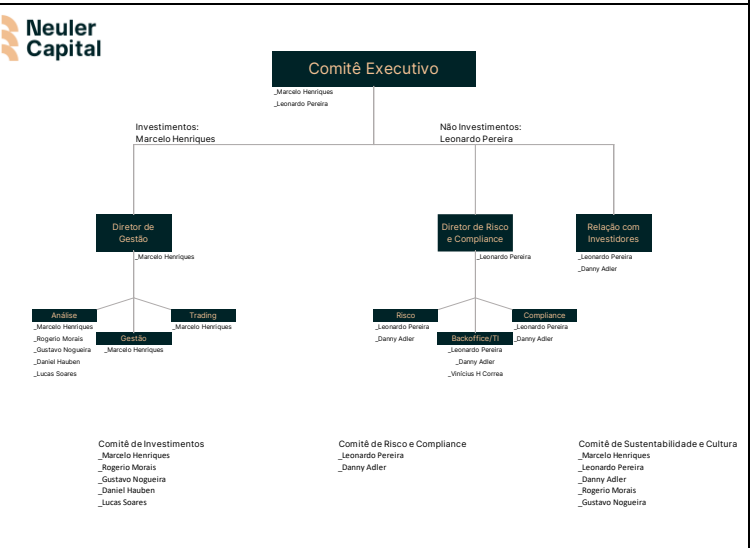 Neuler
Capital
Comitê Executivo
_Marcelo Henriques
_Leonardo Pereira
Investimentos:
Marcelo Henriques
Não Investimentos:
Leonardo Pereira
Diretor de
Gestão
_Marcelo Henriques
Diretor de Risco
e Compliance
_Leonardo Pereira
Relação com
Investidores
_Leonardo Pereira
_Danny Adler
Análise
_Marcelo Henriques
_Rogerio Morais
_Gustavo Nogueira
_Daniel Hauben
_Lucas Soares
Gestão
_Marcelo Henriques
Trading
_Marcelo Henriques
Risco
_Leonardo Pereira
_Danny Adler
Backoffice/TI
_Leonardo Pereira
_Danny Adler
_Vinícius H Correa
Compliance
_Leonardo Pereira
_Danny Adler
Comitê de Investimentos
_Marcelo Henriques
_Rogerio Morais
_Gustavo Nogueira
_Daniel Hauben
_Lucas Soares
Comitê de Risco e Compliance
_Leonardo Pereira
_Danny Adler
Comitê de Sustentabilidade e Cultura
_Marcelo Henriques
_Leonardo Pereira
_Danny Adler
_Rogerio Morais
_Gustavo Nogueira